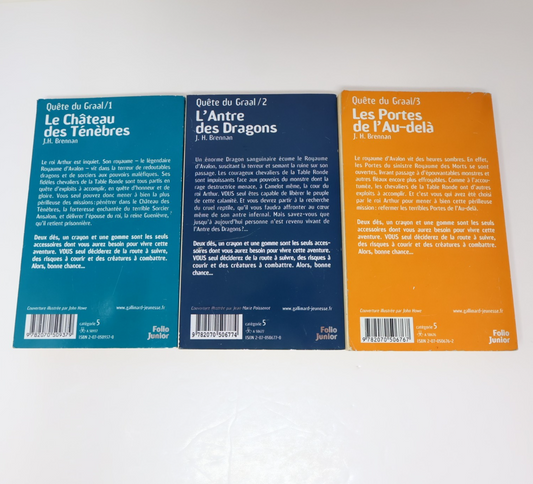 Quête du Graal/1
Le Château
des Ténèbres
J.H. Brennan
Le roi Arthur est inquiet. Son royaume – le légendaire
Royaume d'Avalon – vit dans la terreur de redoutables
dragons et de sorciers aux pouvoirs maléfiques. Ses
fidèles chevaliers de la Table Ronde sont tous partis en
quête d'exploits à accomplir, en quête d'honneur et de
gloire. Vous seul pouvez donc mener à bien la plus
périlleuse des missions : pénétrer dans le Château des
Ténèbres, la forteresse enchantée du terrible Sorcier
Ansalom, et délivrer l'épouse du roi, la reine Guenièvre,
qu'il retient prisonnière.
Deux dés, un crayon et une gomme sont les seuls
accessoires dont vous aurez besoin pour vivre cette
aventure. VOUS seul déciderez de la route à suivre,
des risques à courir et des créatures à combattre.
Alors, bonne chance...
Couverture illustrée par John Howe
www.gallimard-jeunesse.fr
catégorie 5
Folio
Junior
Quête du Graal/2
L'Antre
des Dragons
J. H. Brennan
Un énorme Dragon sanguinaire écume le Royaume
d'Avalon, suscitant la terreur et semant la ruine sur son
passage. Les courageux chevaliers de la Table Ronde
sont impuissants face aux pouvoirs du monstre dont la
rage destructrice menace, à Camelot même, la cour du
roi Arthur. VOUS seul êtes capable de libérer le peuple
de cette calamité. Et vous devrez partir à la recherche
du cruel reptile, qu'il vous faudra affronter au cœur
même de son antre infernal. Mais savez-vous que
jusqu'à aujourd'hui personne n'est revenu vivant de
l'Antre des Dragons ?...
Deux dés, un crayon et une gomme sont les seuls acces-
soires dont vous aurez besoin pour vivre cette aventure.
VOUS seul déciderez de la route à suivre, des risques
à courir et des créatures à combattre. Alors, bonne
chance...
www.gallimard-jeunesse.fr
catégorie 5
9782070506774
ISBN 2-07-050677-8
Folio
Junior
Quête du Graal/3
Les Portes
de l'Au-delà
J. H. Brennan
Le royaume d'Avalon vit des heures sombres. En effet,
les Portes du sinistre Royaume des Morts se sont
ouvertes, livrant passage à d'épouvantables monstres et
autres fléaux encore plus effroyables. Comme à l'accou-
tumée, les chevaliers de la Table Ronde ont d'autres
exploits à accomplir. Et c'est vous qui avez été choisi
par le roi Arthur pour mener à bien cette périlleuse
mission : refermer les terribles Portes de l'Au-delà.
Deux dés, un crayon et une gomme sont les seuls
accessoires dont vous aurez besoin pour vivre cette
aventure. VOUS seul déciderez de la route à suivre,
des risques à courir et des créatures à combattre.
Alors, bonne chance...
Couverture illustrée par John Howe
www.gallimard-jeunesse.fr
catégorie 5
9782070506767
Folio
Junior